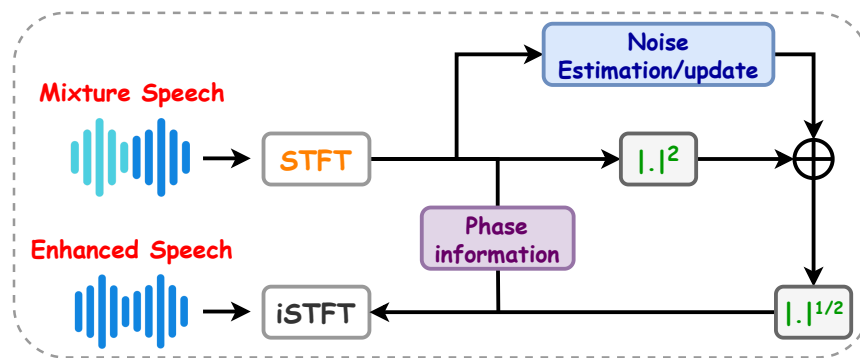 Noise
Estimation/update
Mixture Speech
STFT
|.|²
Phase
information
Enhanced Speech
iSTFT
|.|¹/²